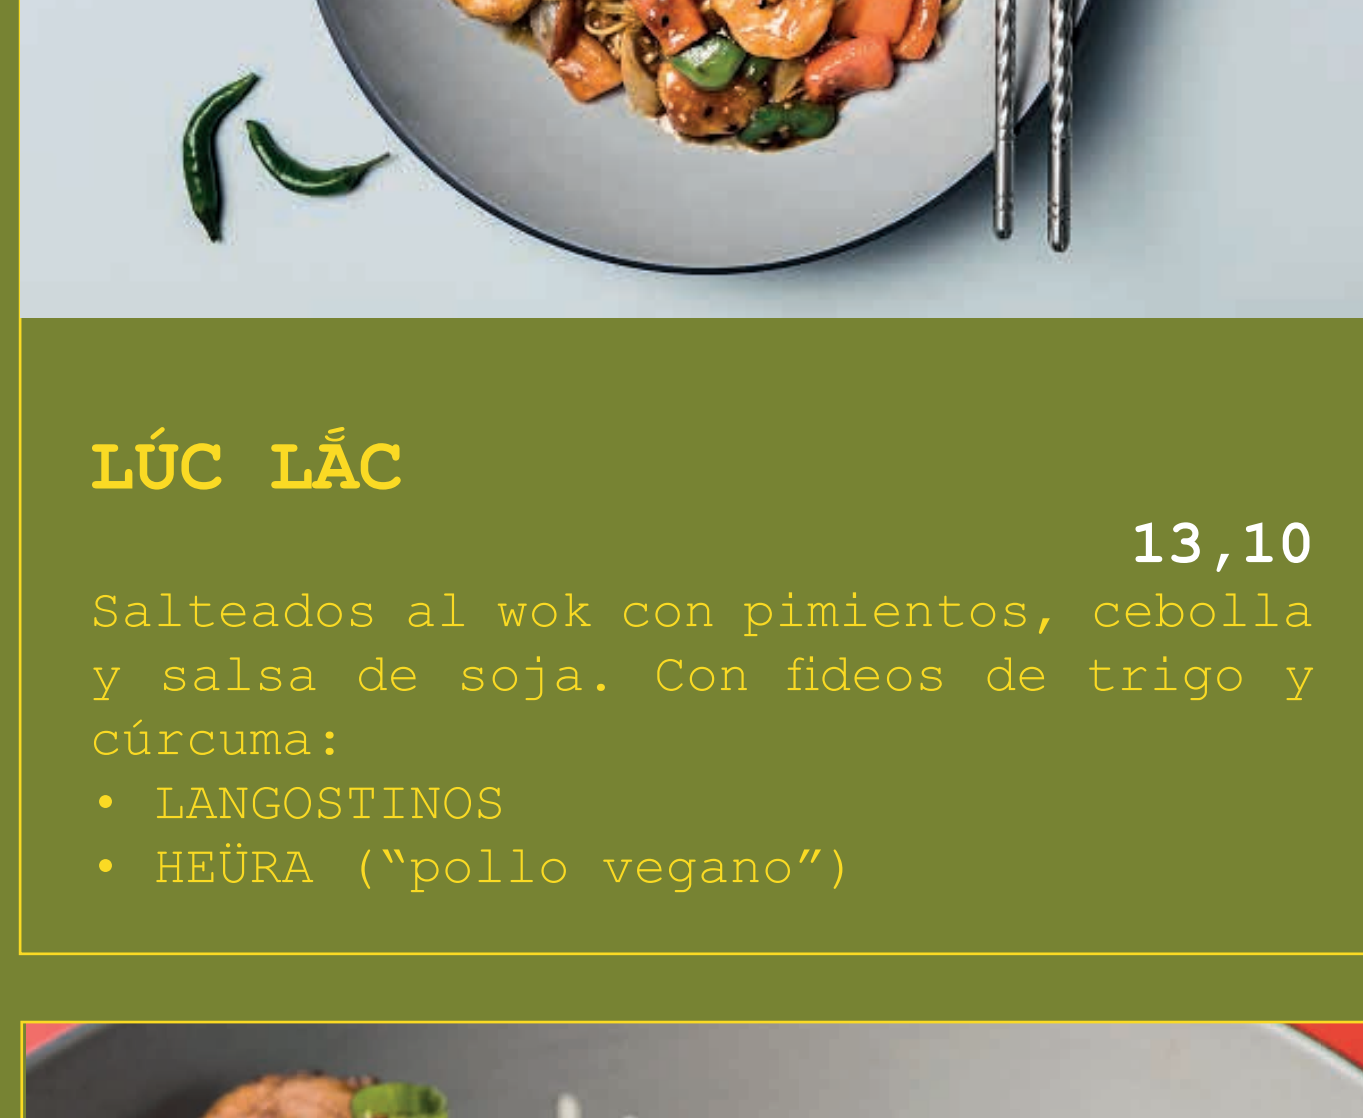 LÚC LẮC
13,10
Salteados al wok con pimientos, cebolla
y salsa de soja. Con fideos de trigo y
cúrcuma:
• LANGOSTINOS
• HEÜRA (“pollo vegano”)